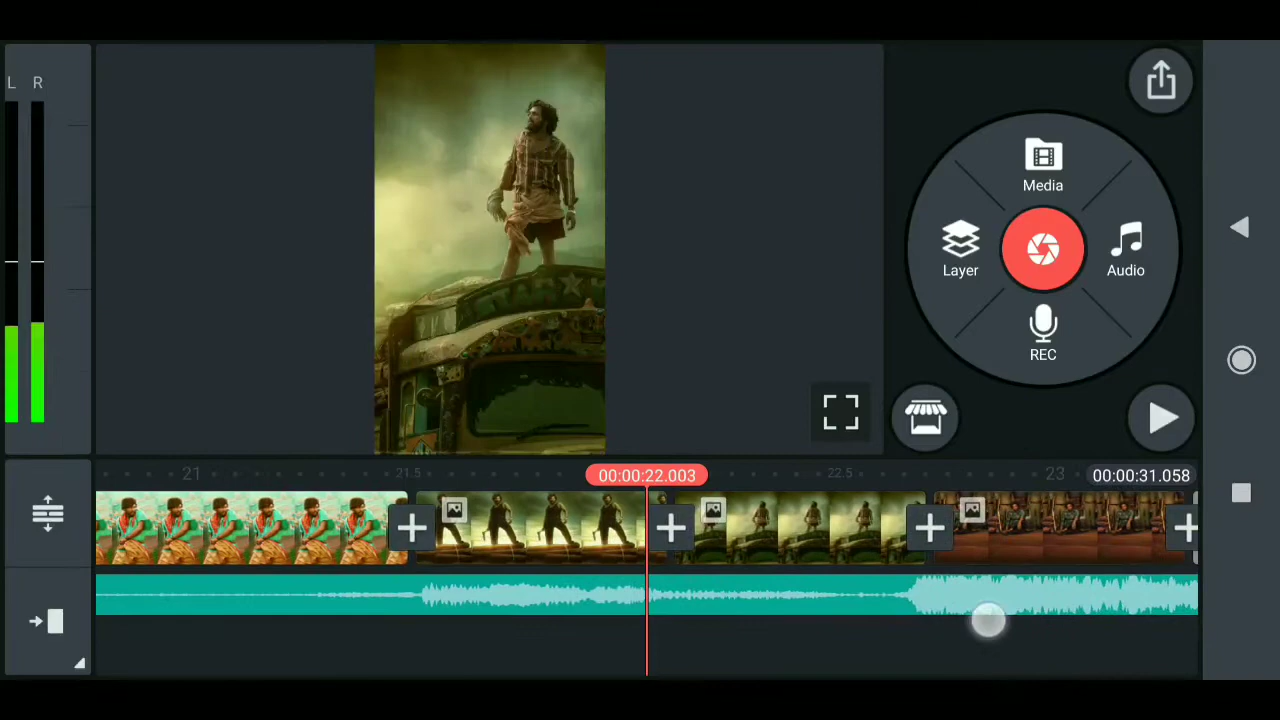 L R
Media
Layer
Audio
REC
21
21.5
00:00:22.003
22.5
23
00:00:31.058